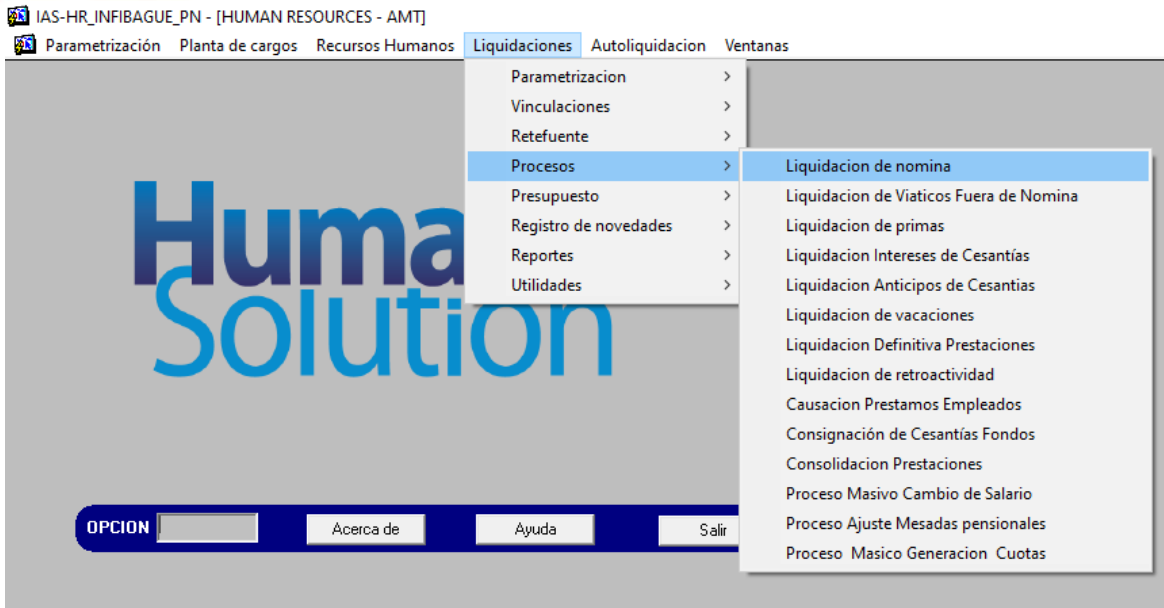 IAS-HR_INFIBAGUE_PN - [HUMAN RESOURCES - AMT]
Parametrización Planta de cargos Recursos Humanos Liquidaciones Autoliquidacion Ventanas
Parametrizacion
Vinculaciones
Retefuente
Procesos
Presupuesto
Registro de novedades
Reportes
Utilidades
Liquidacion de nomina
Liquidacion de Viaticos Fuera de Nomina
Liquidacion de primas
Liquidacion Intereses de Cesantías
Liquidacion Anticipos de Cesantias
Liquidacion de vacaciones
Liquidacion Definitiva Prestaciones
Liquidacion de retroactividad
Causacion Prestamos Empleados
Consignación de Cesantías Fondos
Consolidacion Prestaciones
Proceso Masivo Cambio de Salario
Proceso Ajuste Mesadas pensionales
Proceso Masico Generacion Cuotas
Huma
Solution
OPCION Acerca de Ayuda Salir